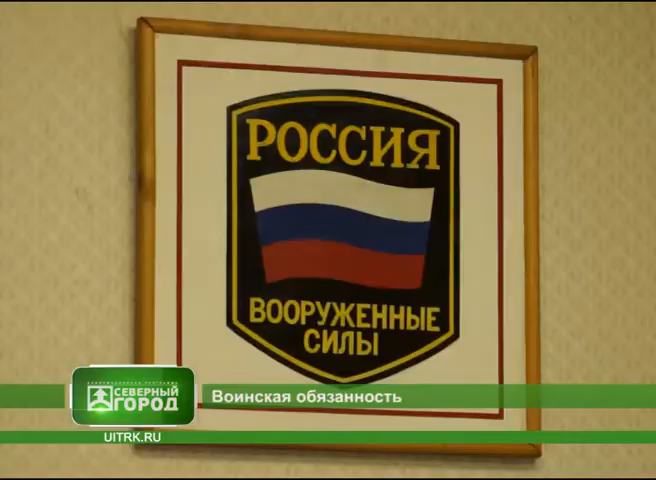 РОССИЯ
ВООРУЖЕННЫЕ
СИЛЫ
СЕВЕРНЫЙ
ГОРОД
Воинская обязанность
UITRK.RU